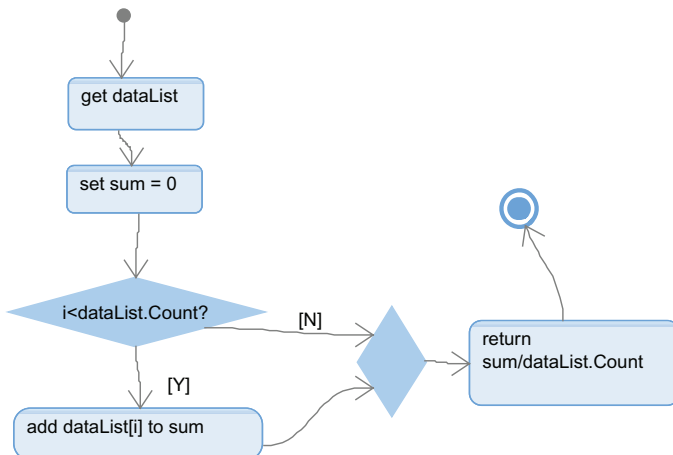 get dataList
set sum = 0
i<dataList.Count?
[N]
return
sum/dataList.Count
[Y]
add dataList[i] to sum